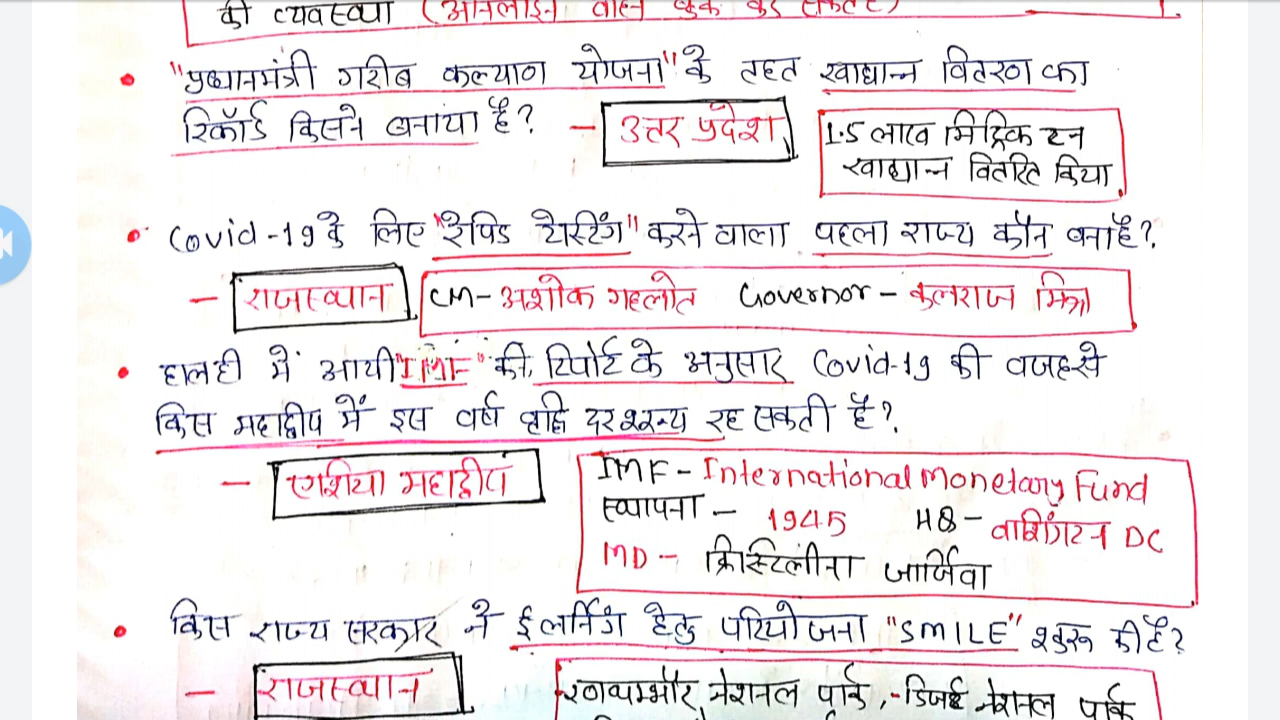 की व्यवस्था (ऑनलाइन वाहन बुक कर सकते)
"प्रधानमंत्री गरीब कल्याण योजना" के तहत खाद्यान्न वितरण का
रिकॉर्ड किसने बनाया है? - उत्तर प्रदेश
1.5 लाख मिट्रिक टन
खाद्यान्न वितरित किया
Covid-19 के लिए "रैपिड टेस्टिंग" करने वाला पहला राज्य कौन बना है?
- राजस्थान CM- अशोक गहलोत Governor - कलराज मिश्रा
हालही में आयी "IMF" की रिपोर्ट के अनुसार Covid-19 की वजह से
किस महाद्वीप में इस वर्ष वृद्धि दर शून्य रह सकती है?
- एशिया महाद्वीप
IMF - International Monetary Fund
स्थापना - 1945 HQ - वाशिंगटन DC
MD - क्रिस्टिलीना जार्जिवा
किस राज्य सरकार ने ई लर्निंग हेतु परियोजना "SMILE" शुरू की है?
- राजस्थान
रणथम्भौर नेशनल पार्क, - डिजर्ट नेशनल पार्क